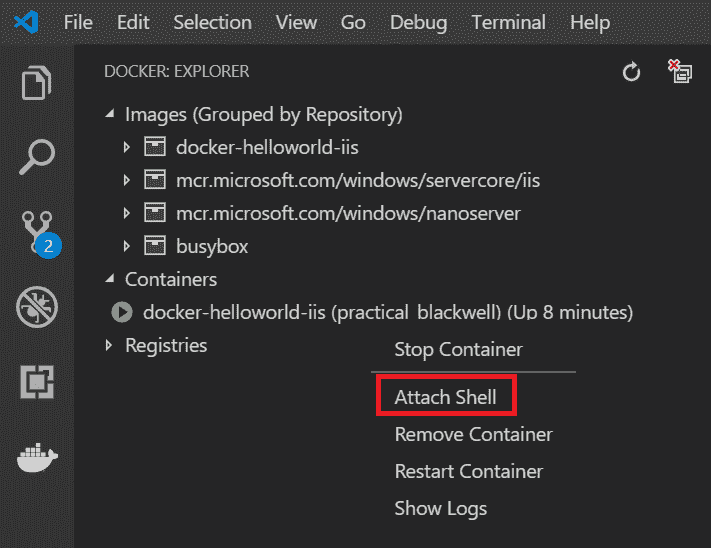 File Edit Selection View Go Debug Terminal Help
DOCKER: EXPLORER
Images (Grouped by Repository)
docker-helloworld-iis
mcr.microsoft.com/windows/servercore/iis
mcr.microsoft.com/windows/nanoserver
2
busybox
Containers
docker-helloworld-iis (practical_blackwell) (Up 8 minutes)
Registries
Stop Container
Attach Shell
Remove Container
Restart Container
Show Logs